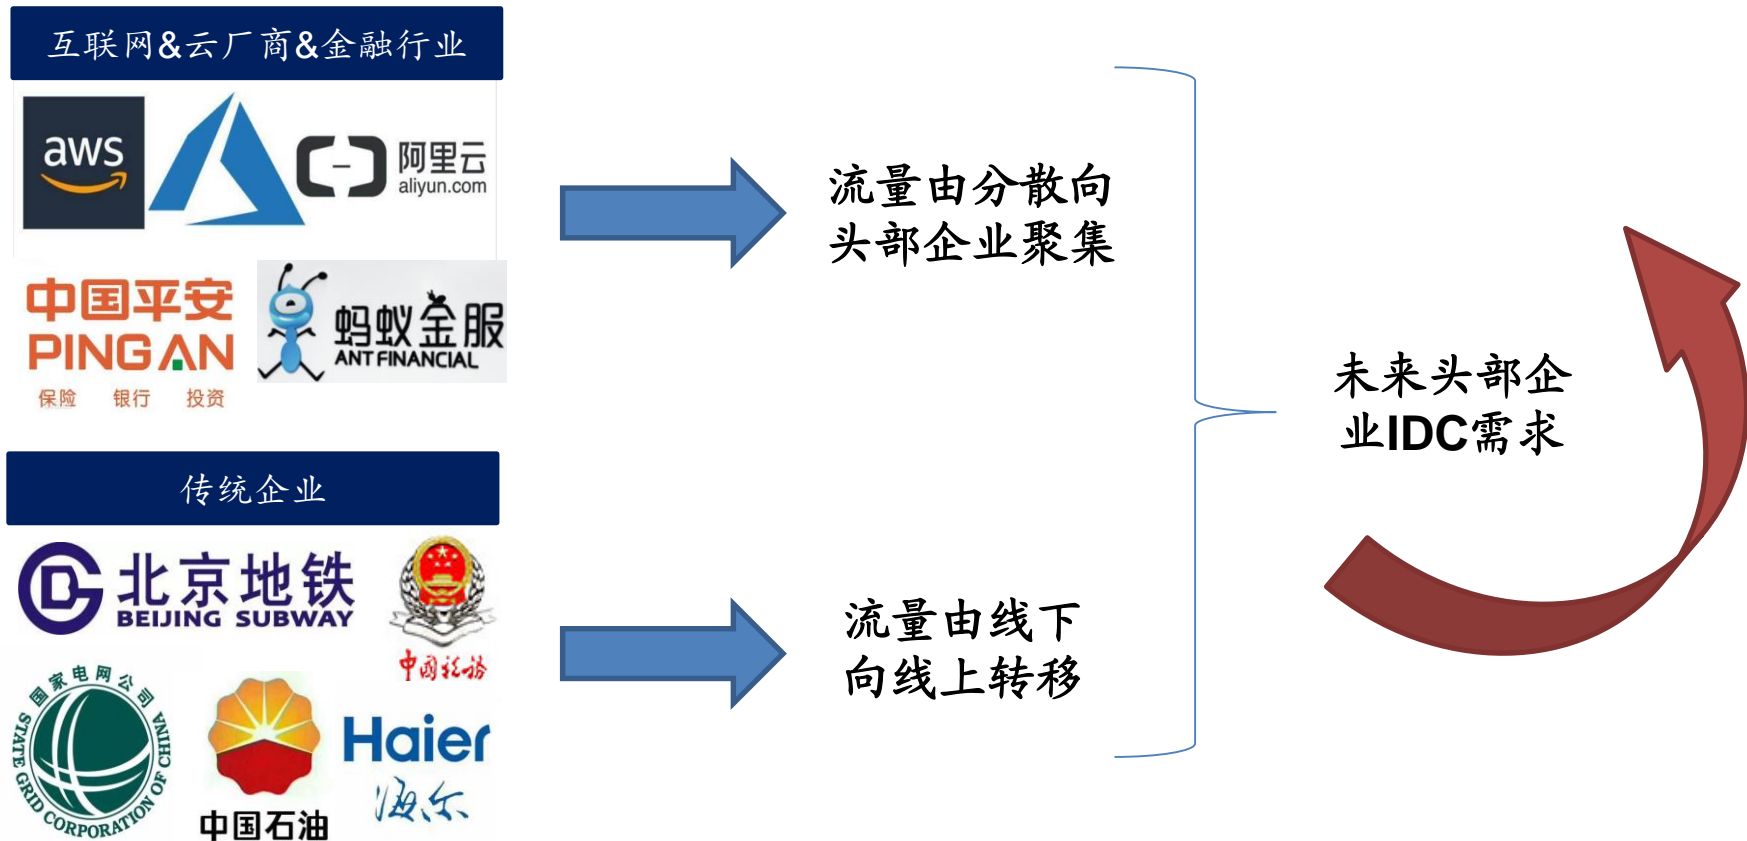 互联网&云厂商&金融行业
aws
阿里云
aliyun.com
中国平安
PING AN
保险 银行 投资
蚂蚁金服
ANT FINANCIAL
流量由分散向
头部企业聚集
未来头部企
业IDC需求
传统企业
北京地铁
BEIJING SUBWAY
中国税务
国家电网公司
STATE GRID CORPORATION OF CHINA
中国石油
Haier
海尔
流量由线下
向线上转移